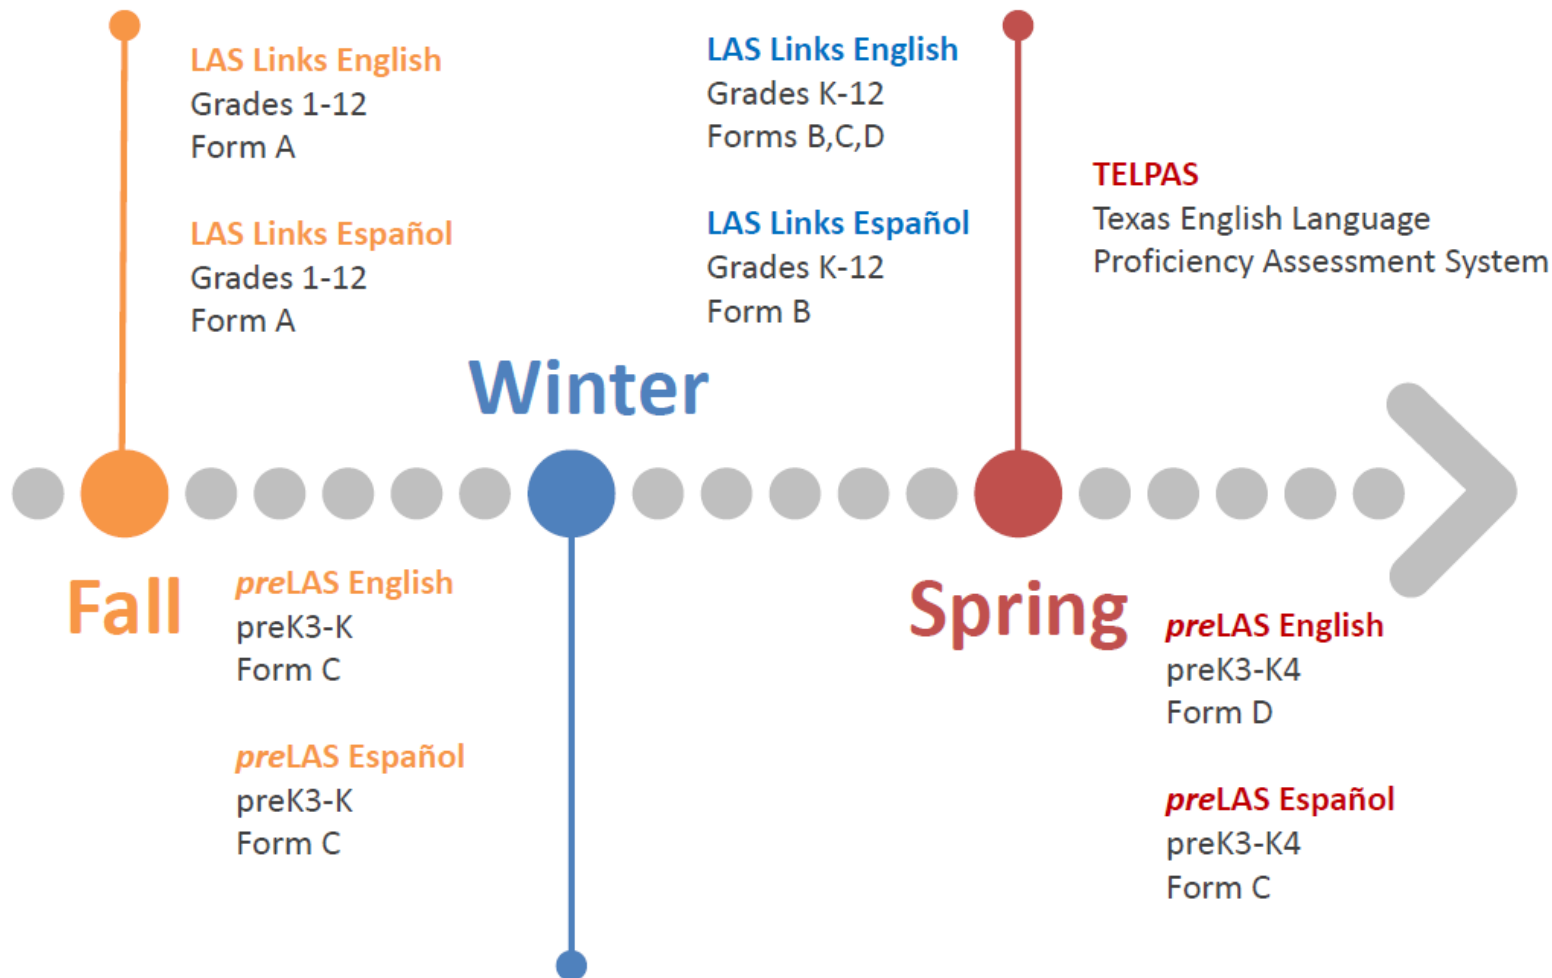 LAS Links English
Grades 1-12
Form A
LAS Links Español
Grades 1-12
Form A
LAS Links English
Grades K-12
Forms B,C,D
LAS Links Español
Grades K-12
Form B
TELPAS
Texas English Language
Proficiency Assessment System
Winter
Fall
preLAS English
preK3-K
Form C
preLAS Español
preK3-K
Form C
Spring
preLAS English
preK3-K4
Form D
preLAS Español
preK3-K4
Form C